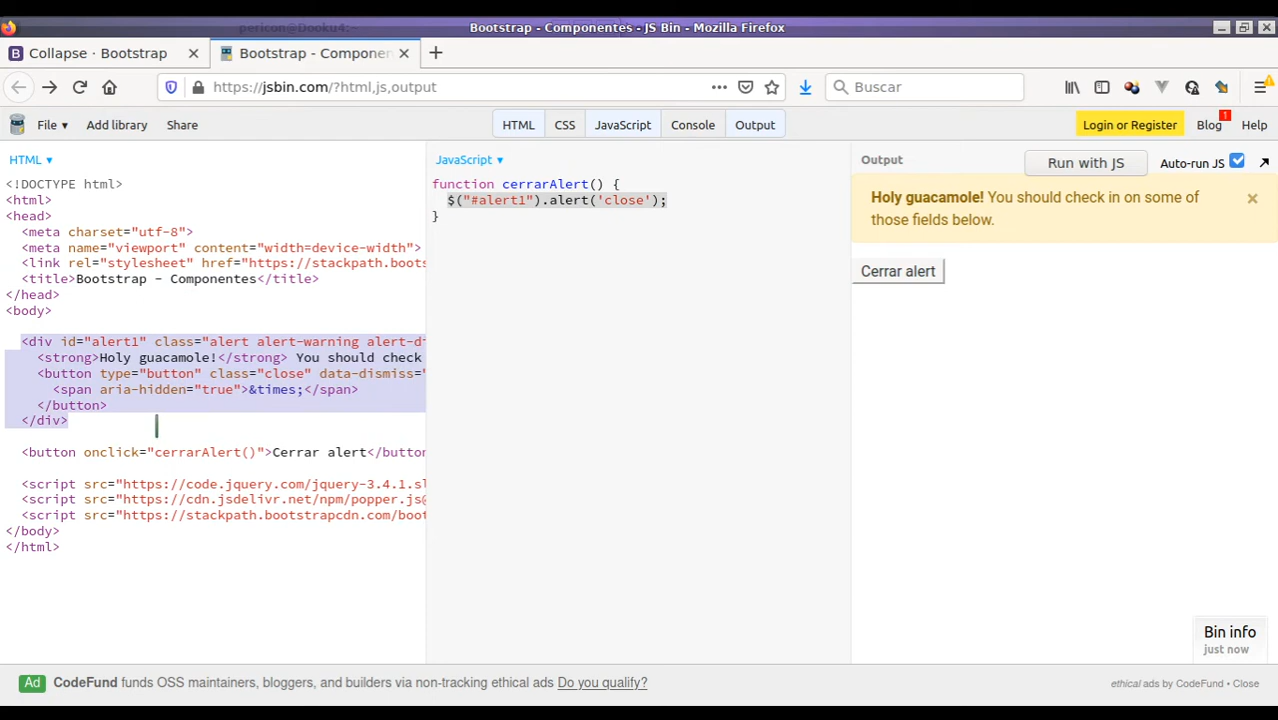 pericon@Dooku4:~
Bootstrap - Componentes - JS Bin - Mozilla Firefox
Collapse · Bootstrap
Bootstrap - Componen
https://jsbin.com/?html,js,output
Buscar
File
Add library
Share
HTML
CSS
JavaScript
Console
Output
Login or Register
Blog
1
Help
HTML
JavaScript
Output
Run with JS
Auto-run JS
<!DOCTYPE html>
<html>
<head>
<meta charset="utf-8">
<meta name="viewport" content="width=device-width">
<link rel="stylesheet" href="https://stackpath.boots
<title>Bootstrap - Componentes</title>
</head>
<body>
<div id="alert1" class="alert alert-warning alert-di
<strong>Holy guacamole!</strong> You should check
<button type="button" class="close" data-dismiss="
<span aria-hidden="true">&times;</span>
</button>
</div>
<button onclick="cerrarAlert()">Cerrar alert</button
<script src="https://code.jquery.com/jquery-3.4.1.sl
<script src="https://cdn.jsdelivr.net/npm/popper.js@
<script src="https://stackpath.bootstrapcdn.com/boot
</body>
</html>
function cerrarAlert() {
$("#alert1").alert('close');
}
Holy guacamole! You should check in on some of
those fields below.
×
Cerrar alert
Bin info
just now
Ad
CodeFund funds OSS maintainers, bloggers, and builders via non-tracking ethical ads Do you qualify?
ethical ads by CodeFund • Close